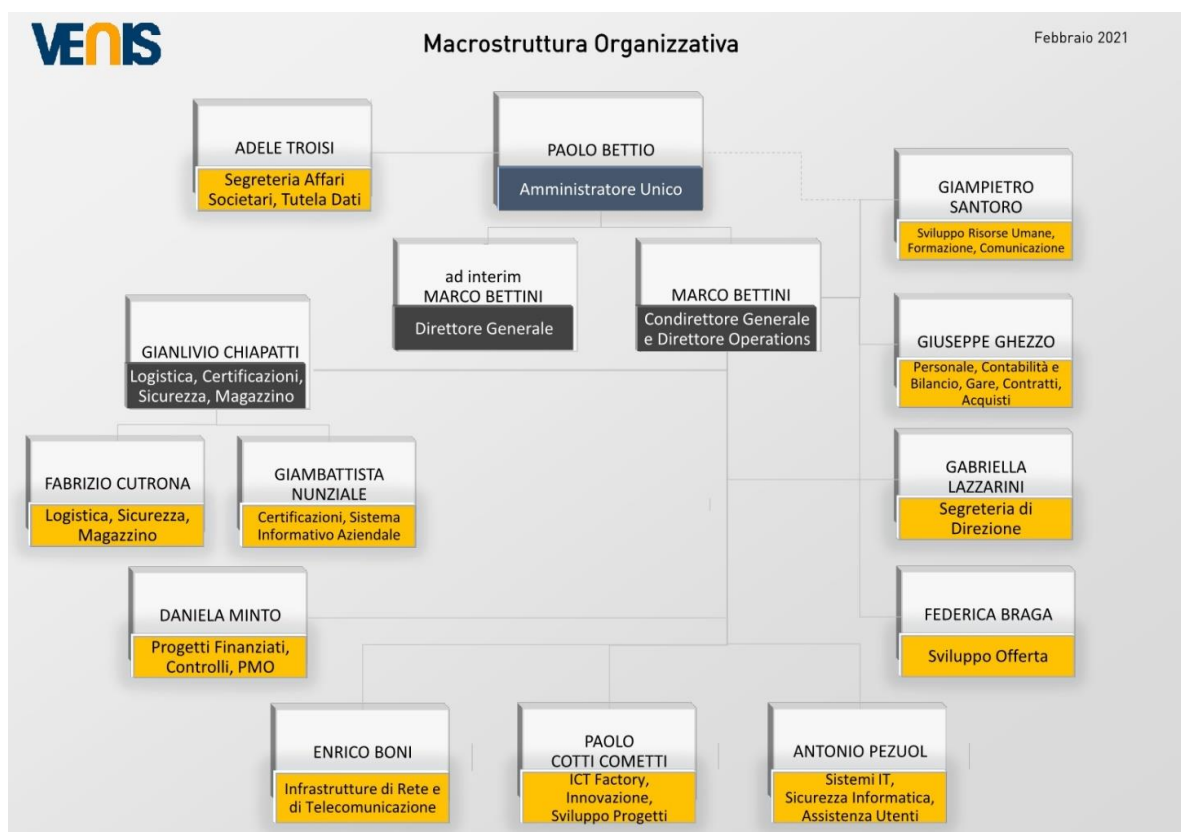 VENIS
Macrostruttura Organizzativa
Febbraio 2021
ADELE TROISI
Segreteria Affari
Societari, Tutela Dati
PAOLO BETTIO
Amministratore Unico
GIAMPIETRO
SANTORO
Sviluppo Risorse Umane,
Formazione, Comunicazione
ad interim
MARCO BETTINI
Direttore Generale
MARCO BETTINI
Condirettore Generale
e Direttore Operations
GIANLIVIO CHIAPATTI
Logistica, Certificazioni,
Sicurezza, Magazzino
GIUSEPPE GHEZZO
Personale, Contabilità e
Bilancio, Gare, Contratti,
Acquisti
FABRIZIO CUTRONA
Logistica, Sicurezza,
Magazzino
GIAMBATTISTA
NUNZIALE
Certificazioni, Sistema
Informativo Aziendale
GABRIELLA
LAZZARINI
Segreteria di
Direzione
DANIELA MINTO
Progetti Finanziati,
Controlli, PMO
FEDERICA BRAGA
Sviluppo Offerta
ENRICO BONI
Infrastrutture di Rete e
di Telecomunicazione
PAOLO
COTTI COMETTI
ICT Factory,
Innovazione,
Sviluppo Progetti
ANTONIO PEZUOL
Sistemi IT,
Sicurezza Informatica,
Assistenza Utenti